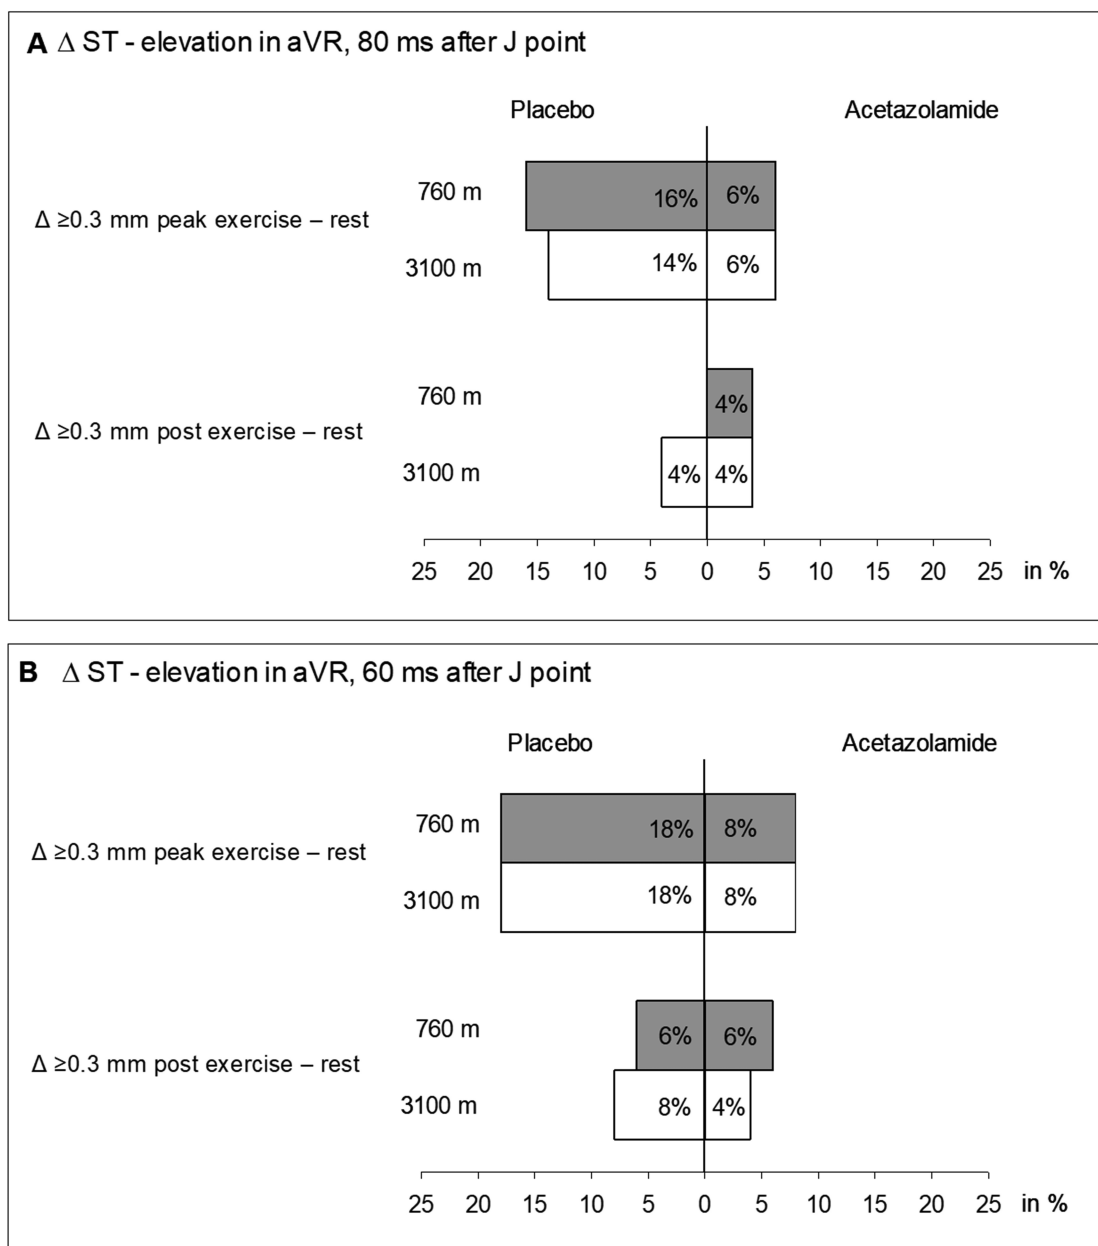 A Δ ST - elevation in aVR, 80 ms after J point
Placebo Acetazolamide
760 m 16% 6%
Δ ≥0.3 mm peak exercise – rest
3100 m 14% 6%
760 m 4%
Δ ≥0.3 mm post exercise – rest
3100 m 4% 4%
25 20 15 10 5 0 5 10 15 20 25 in %
B Δ ST - elevation in aVR, 60 ms after J point
Placebo Acetazolamide
760 m 18% 8%
Δ ≥0.3 mm peak exercise – rest
3100 m 18% 8%
760 m 6% 6%
Δ ≥0.3 mm post exercise – rest
3100 m 8% 4%
25 20 15 10 5 0 5 10 15 20 25 in %